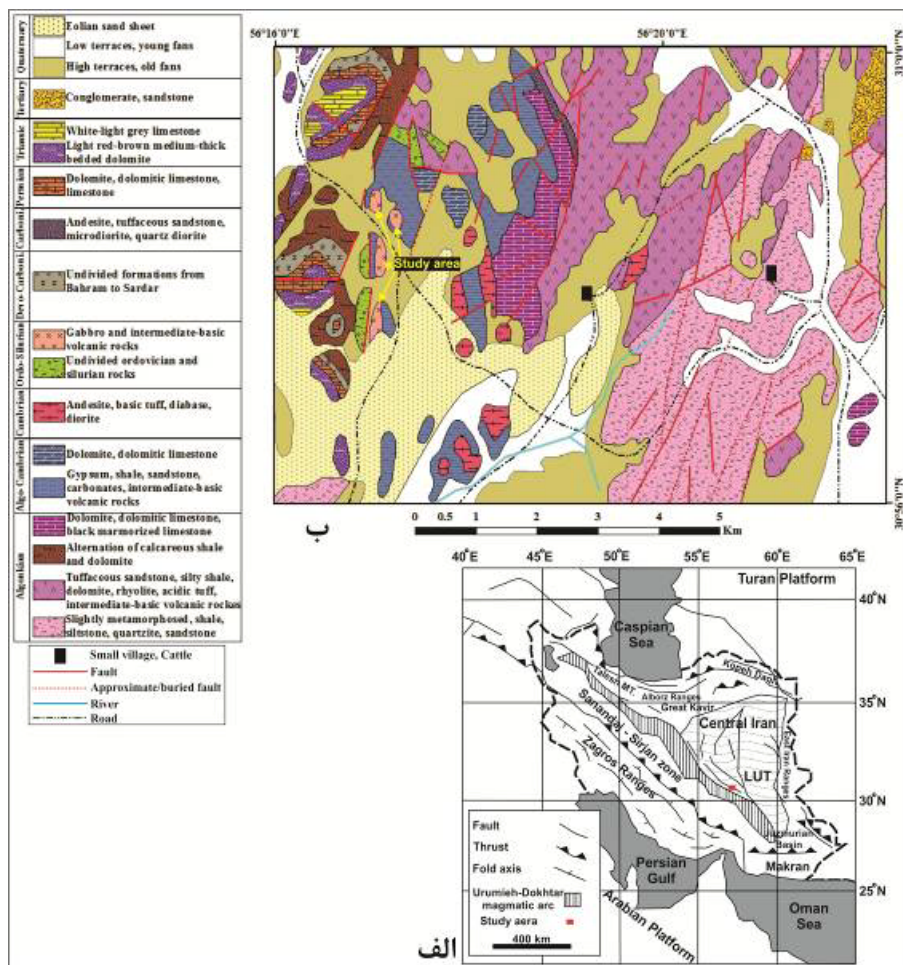 Quaternary
Eolian sand sheet
Low terraces, young fans
High terraces, old fans
Tertiary
Conglomerate, sandstone
Triassic
White-light grey limestone
Light red-brown medium-thick
bedded dolomite
Permian
Dolomite, dolomitic limestone,
limestone
Carboni.
Andesite, tuffaceous sandstone,
microdiorite, quartz diorite
Devo-Carboni.
Undivided formations from
Bahram to Sardar
Ordo-Silurian
Gabbro and intermediate-basic
volcanic rocks
Undivided ordovician and
silurian rocks
Cambrian
Andesite, basic tuff, diabase,
diorite
Algo-Cambrian
Dolomite, dolomitic limestone
Gypsum, shale, sandstone,
carbonates, intermediate-basic
volcanic rocks
Algonkian
Dolomite, dolomitic limestone,
black marmorized limestone
Alternation of calcareous shale
and dolomite
Tuffaceous sandstone, silty shale,
dolomite, rhyolite, acidic tuff,
intermediate-basic volcanic rockes
Slightly metamorphosed, shale,
siltstone, quartzite, sandstone
Small village, Cattle
Fault
Approximate/buried fault
River
Road
56°16'0"E
56°20'0"E
Study area
ب
0 0.5 1 2 3 4 5
Km
40°E 45°E 50°E 55°E 60°E 65°E
Turan Platform
40°N
Caspian
Sea
Talesh MT.
Kopeh Dagh
Alborz Ranges
35°N
Great Kavir
Sanandaj - Sirjan zone
Central Iran
Zagros Ranges
East Iran Ranges
LUT
30°N
Jazmurian
Basin
Makran
Persian
Gulf
25°N
Oman
Sea
Arabian Platform
Fault
Thrust
Fold axis
Urumieh-Dokhtar
magmatic arc
Study aera
400 km
الف